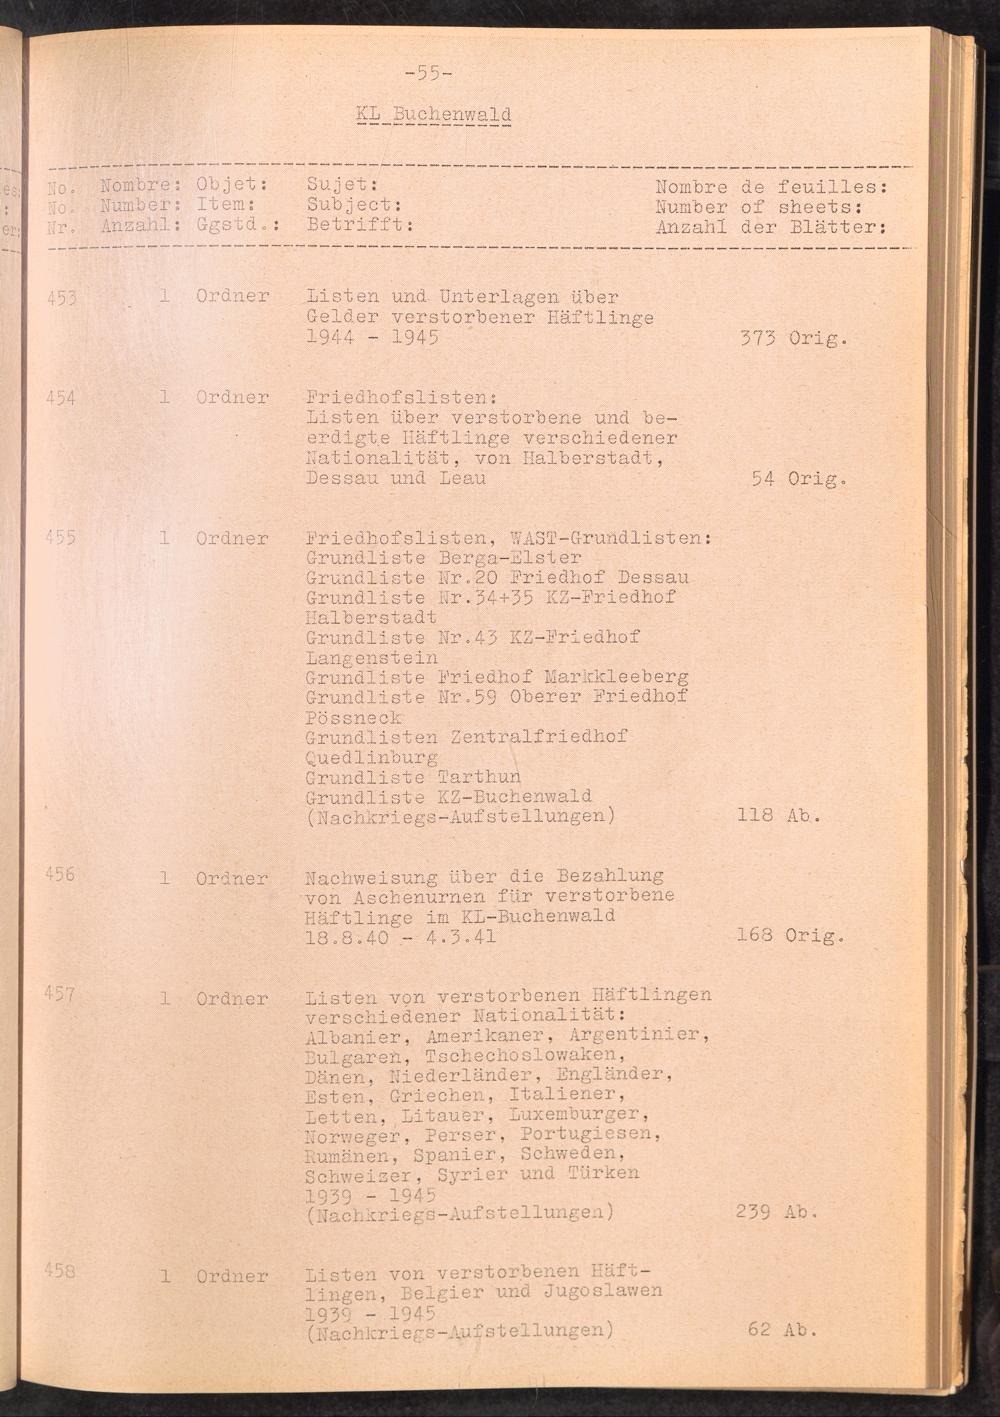 -55-
KL Buchenwald
No. Nombre: Objet: Sujet: Nombre de feuilles:
No. Number: Item: Subject: Number of sheets:
Nr. Anzahl: Ggstd.: Betrifft: Anzahl der Blätter:
453 1 Ordner Listen und Unterlagen über
Gelder verstorbener Häftlinge
1944 - 1945 373 Orig.
454 1 Ordner Friedhofslisten:
Listen über verstorbene und be-
erdigte Häftlinge verschiedener
Nationalität, von Halberstadt,
Dessau und Leau 54 Orig.
455 1 Ordner Friedhofslisten, WAST-Grundlisten:
Grundliste Berga-Elster
Grundliste Nr.20 Friedhof Dessau
Grundliste Nr.34+35 KZ-Friedhof
Halberstadt
Grundliste Nr.43 KZ-Friedhof
Langenstein
Grundliste Friedhof Markkleeberg
Grundliste Nr.59 Oberer Friedhof
Pössneck
Grundlisten Zentralfriedhof
Quedlinburg
Grundliste Tarthun
Grundliste KZ-Buchenwald
(Nachkriegs-Aufstellungen) 118 Ab.
456 1 Ordner Nachweisung über die Bezahlung
von Aschenurnen für verstorbene
Häftlinge im KL-Buchenwald
18.8.40 - 4.3.41 168 Orig.
457 1 Ordner Listen von verstorbenen Häftlingen
verschiedener Nationalität:
Albanier, Amerikaner, Argentinier,
Bulgaren, Tschechoslowaken,
Dänen, Niederländer, Engländer,
Esten, Griechen, Italiener,
Letten, Litauer, Luxemburger,
Norweger, Perser, Portugiesen,
Rumänen, Spanier, Schweden,
Schweizer, Syrier und Türken
1939 - 1945
(Nachkriegs-Aufstellungen) 239 Ab.
458 1 Ordner Listen von verstorbenen Häft-
lingen, Belgier und Jugoslawen
1939 - 1945
(Nachkriegs-Aufstellungen) 62 Ab.